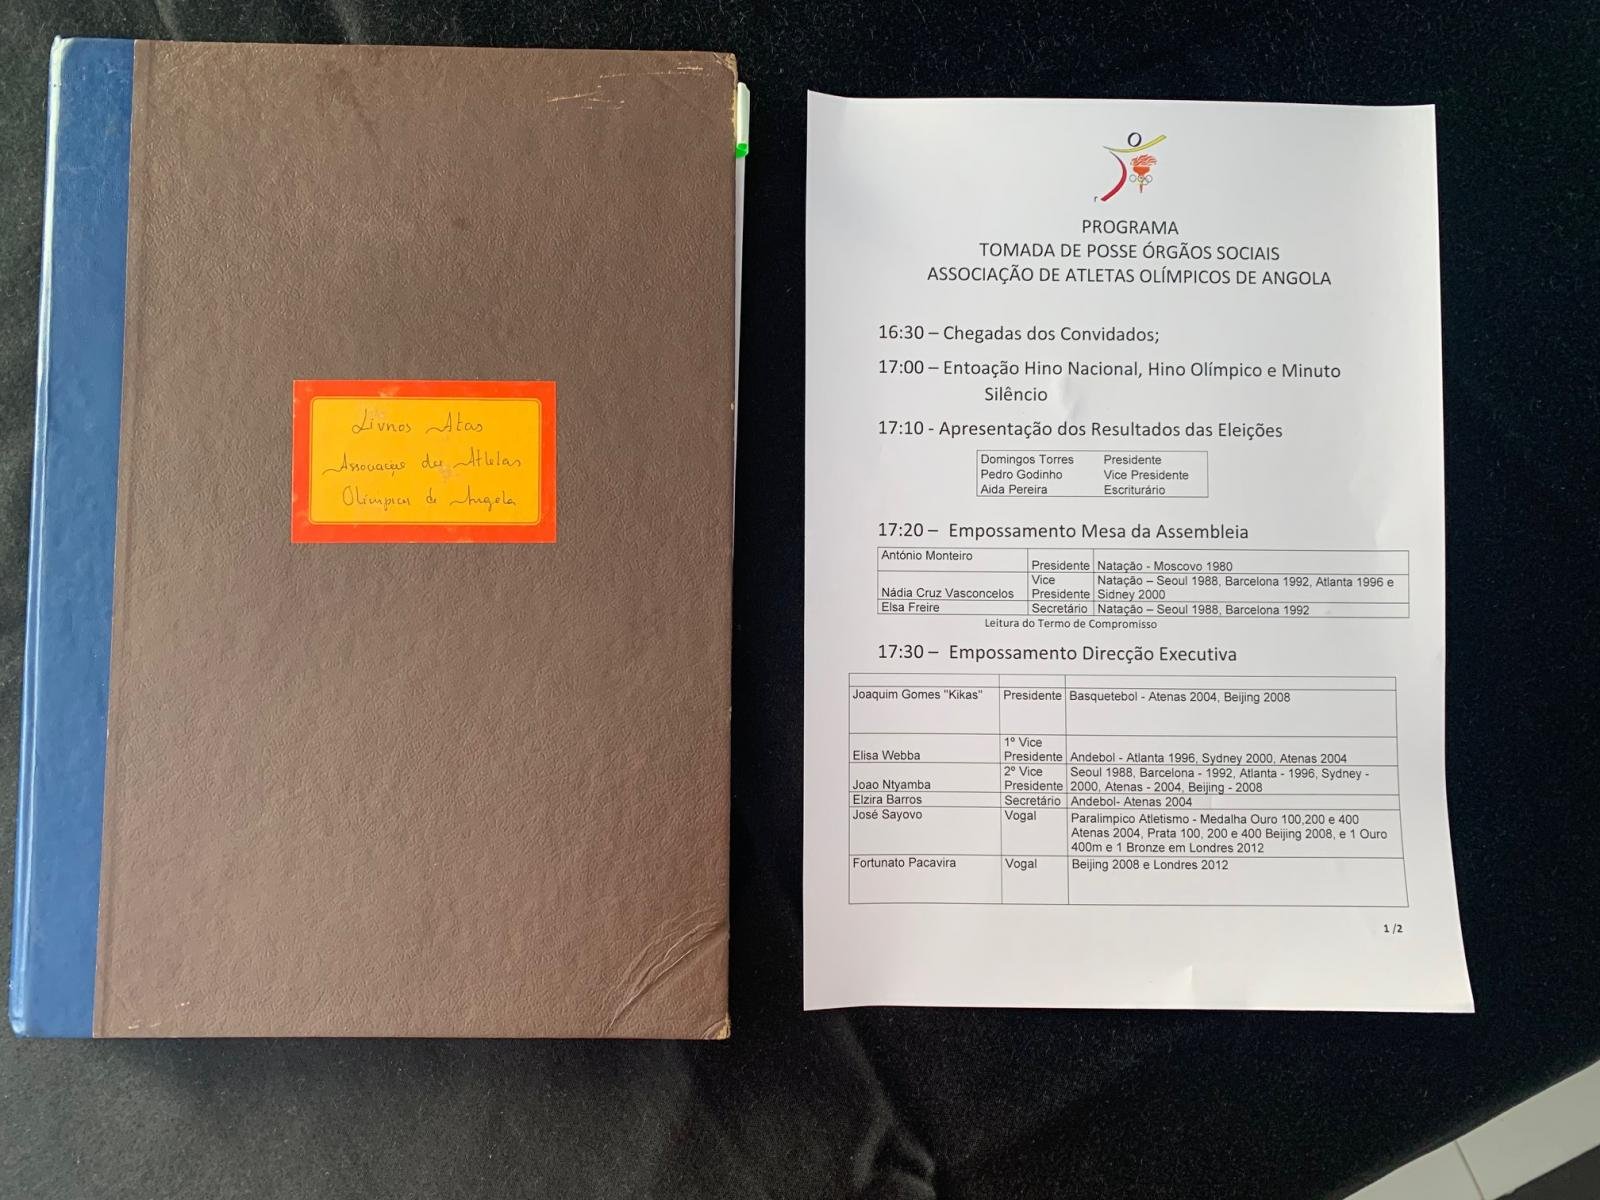 Livros Atas
Associação de Atletas
Olímpicos de Angola
PROGRAMA
TOMADA DE POSSE ÓRGÃOS SOCIAIS
ASSOCIAÇÃO DE ATLETAS OLÍMPICOS DE ANGOLA
16:30 – Chegadas dos Convidados;
17:00 – Entoação Hino Nacional, Hino Olímpico e Minuto
Silêncio
17:10 - Apresentação dos Resultados das Eleições
Domingos Torres Presidente
Pedro Godinho Vice Presidente
Aida Pereira Escriturário
17:20 – Empossamento Mesa da Assembleia
António Monteiro Presidente Natação - Moscovo 1980
Nádia Cruz Vasconcelos Vice Presidente Natação – Seoul 1988, Barcelona 1992, Atlanta 1996 e
Sidney 2000
Elsa Freire Secretário Natação – Seoul 1988, Barcelona 1992
Leitura do Termo de Compromisso
17:30 – Empossamento Direcção Executiva
Joaquim Gomes "Kikas" Presidente Basquetebol - Atenas 2004, Beijing 2008
Elisa Webba 1º Vice Presidente Andebol - Atlanta 1996, Sydney 2000, Atenas 2004
Joao Ntyamba 2º Vice Presidente Seoul 1988, Barcelona - 1992, Atlanta - 1996, Sydney -
2000, Atenas - 2004, Beijing - 2008
Elzira Barros Secretário Andebol- Atenas 2004
José Sayovo Vogal Paralimpico Atletismo - Medalha Ouro 100,200 e 400
Atenas 2004, Prata 100, 200 e 400 Beijing 2008, e 1 Ouro
400m e 1 Bronze em Londres 2012
Fortunato Pacavira Vogal Beijing 2008 e Londres 2012
1 /2